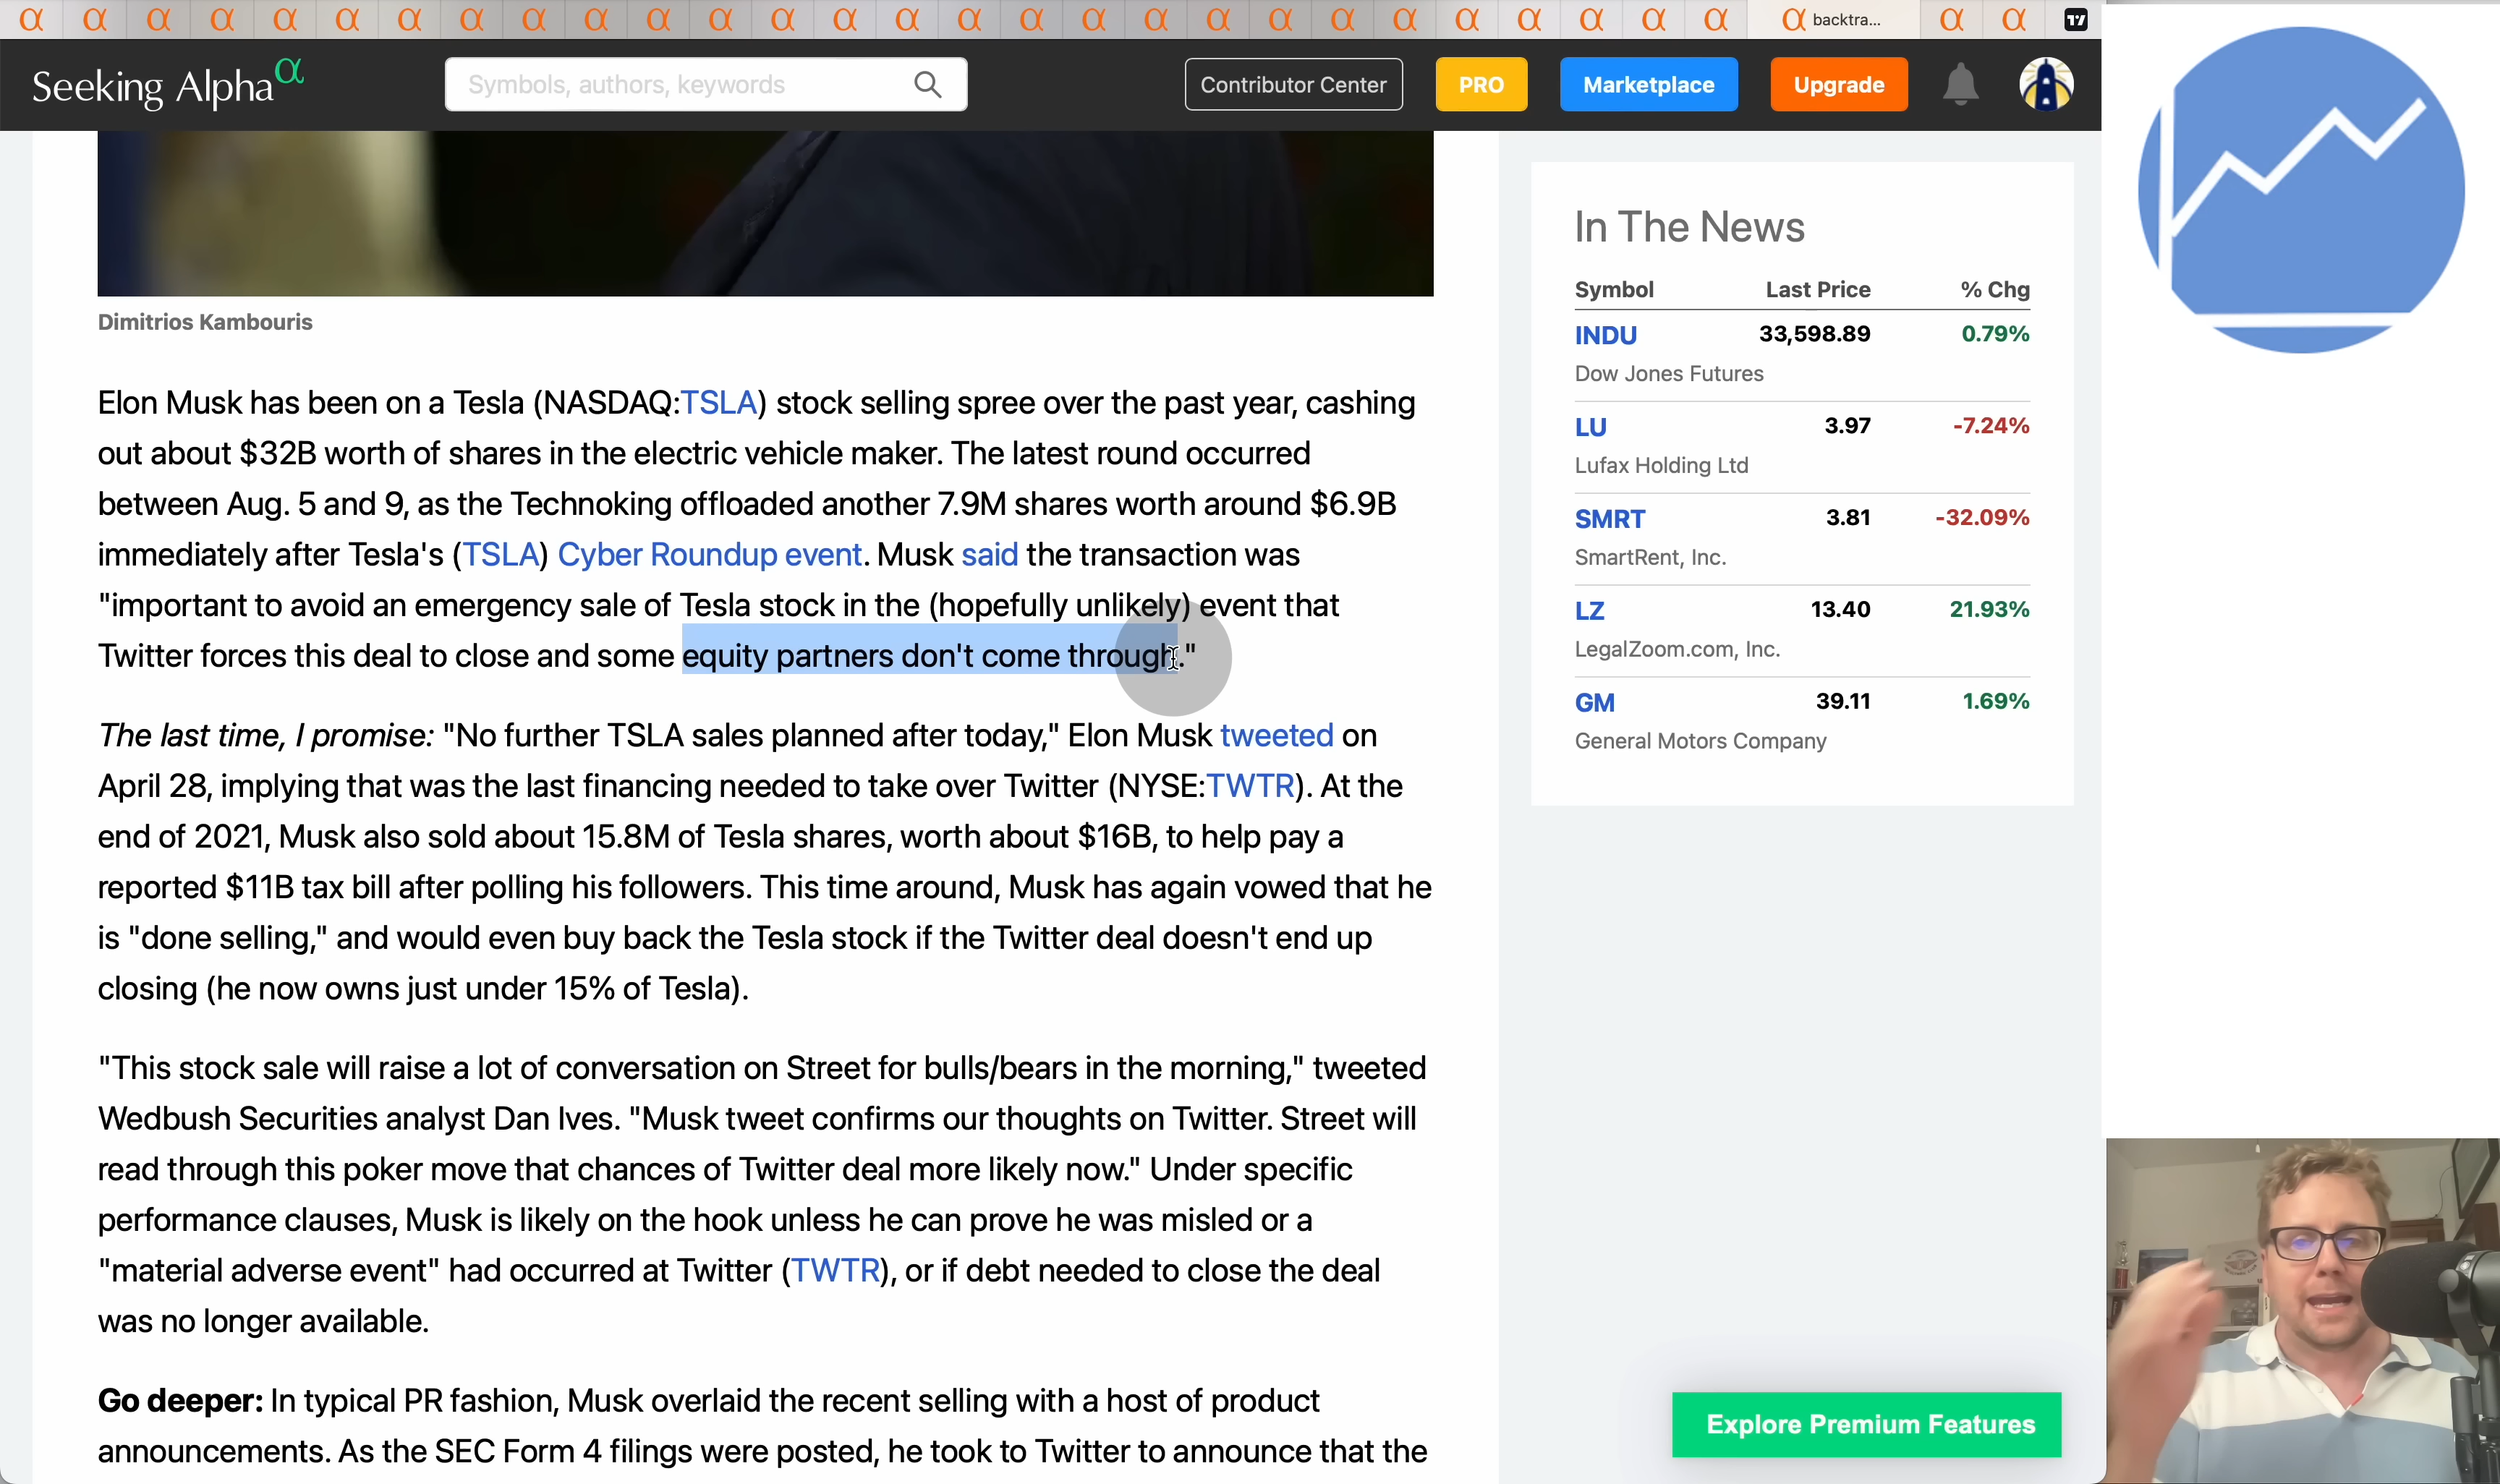 α α α α α α α α α α α α α α α α α α α α α α α α α α α α α backtra... α α
Seeking Alpha α
Symbols, authors, keywords
Contributor Center
PRO
Marketplace
Upgrade
Dimitrios Kambouris
Elon Musk has been on a Tesla (NASDAQ:TSLA) stock selling spree over the past year, cashing
out about $32B worth of shares in the electric vehicle maker. The latest round occurred
between Aug. 5 and 9, as the Technoking offloaded another 7.9M shares worth around $6.9B
immediately after Tesla's (TSLA) Cyber Roundup event. Musk said the transaction was
"important to avoid an emergency sale of Tesla stock in the (hopefully unlikely) event that
Twitter forces this deal to close and some equity partners don't come through."
The last time, I promise: "No further TSLA sales planned after today," Elon Musk tweeted on
April 28, implying that was the last financing needed to take over Twitter (NYSE:TWTR). At the
end of 2021, Musk also sold about 15.8M of Tesla shares, worth about $16B, to help pay a
reported $11B tax bill after polling his followers. This time around, Musk has again vowed that he
is "done selling," and would even buy back the Tesla stock if the Twitter deal doesn't end up
closing (he now owns just under 15% of Tesla).
"This stock sale will raise a lot of conversation on Street for bulls/bears in the morning," tweeted
Wedbush Securities analyst Dan Ives. "Musk tweet confirms our thoughts on Twitter. Street will
read through this poker move that chances of Twitter deal more likely now." Under specific
performance clauses, Musk is likely on the hook unless he can prove he was misled or a
"material adverse event" had occurred at Twitter (TWTR), or if debt needed to close the deal
was no longer available.
Go deeper: In typical PR fashion, Musk overlaid the recent selling with a host of product
announcements. As the SEC Form 4 filings were posted, he took to Twitter to announce that the
In The News
Symbol Last Price % Chg
INDU 33,598.89 0.79%
Dow Jones Futures
LU 3.97 -7.24%
Lufax Holding Ltd
SMRT 3.81 -32.09%
SmartRent, Inc.
LZ 13.40 21.93%
LegalZoom.com, Inc.
GM 39.11 1.69%
General Motors Company
Explore Premium Features